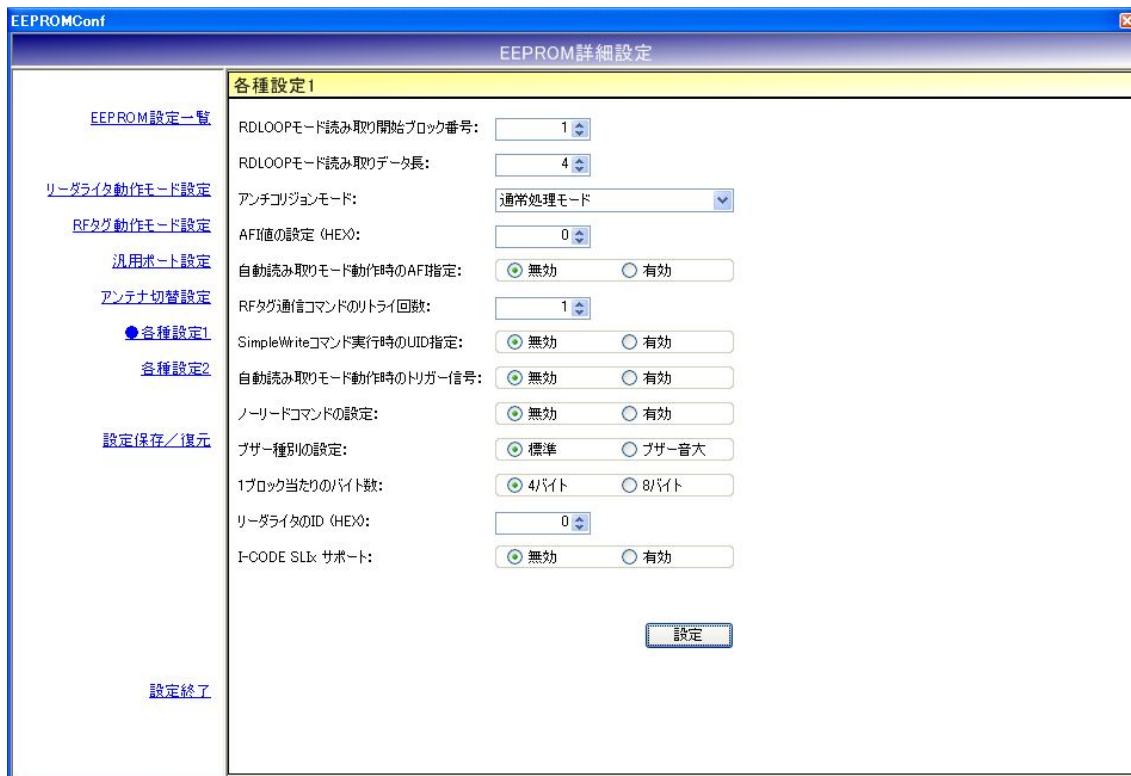 EEPROMConf
EEPROM詳細設定
EEPROM設定一覧
リーダライタ動作モード設定
RFタグ動作モード設定
汎用ポート設定
アンテナ切替設定
●各種設定1
各種設定2
設定保存／復元
設定終了
各種設定1
RDLOOPモード読み取り開始ブロック番号: 1
RDLOOPモード読み取りデータ長: 4
アンチコリジョンモード: 通常処理モード
AFI値の設定 (HEX): 0
自動読み取りモード動作時のAFI指定: 無効 有効
RFタグ通信コマンドのリトライ回数: 1
SimpleWriteコマンド実行時のUID指定: 無効 有効
自動読み取りモード動作時のトリガー信号: 無効 有効
ノーリードコマンドの設定: 無効 有効
ブザー種別の設定: 標準 ブザー音大
1ブロック当たりのバイト数: 4バイト 8バイト
リーダライタのID (HEX): 0
I-CODE SLIx サポート: 無効 有効
設定